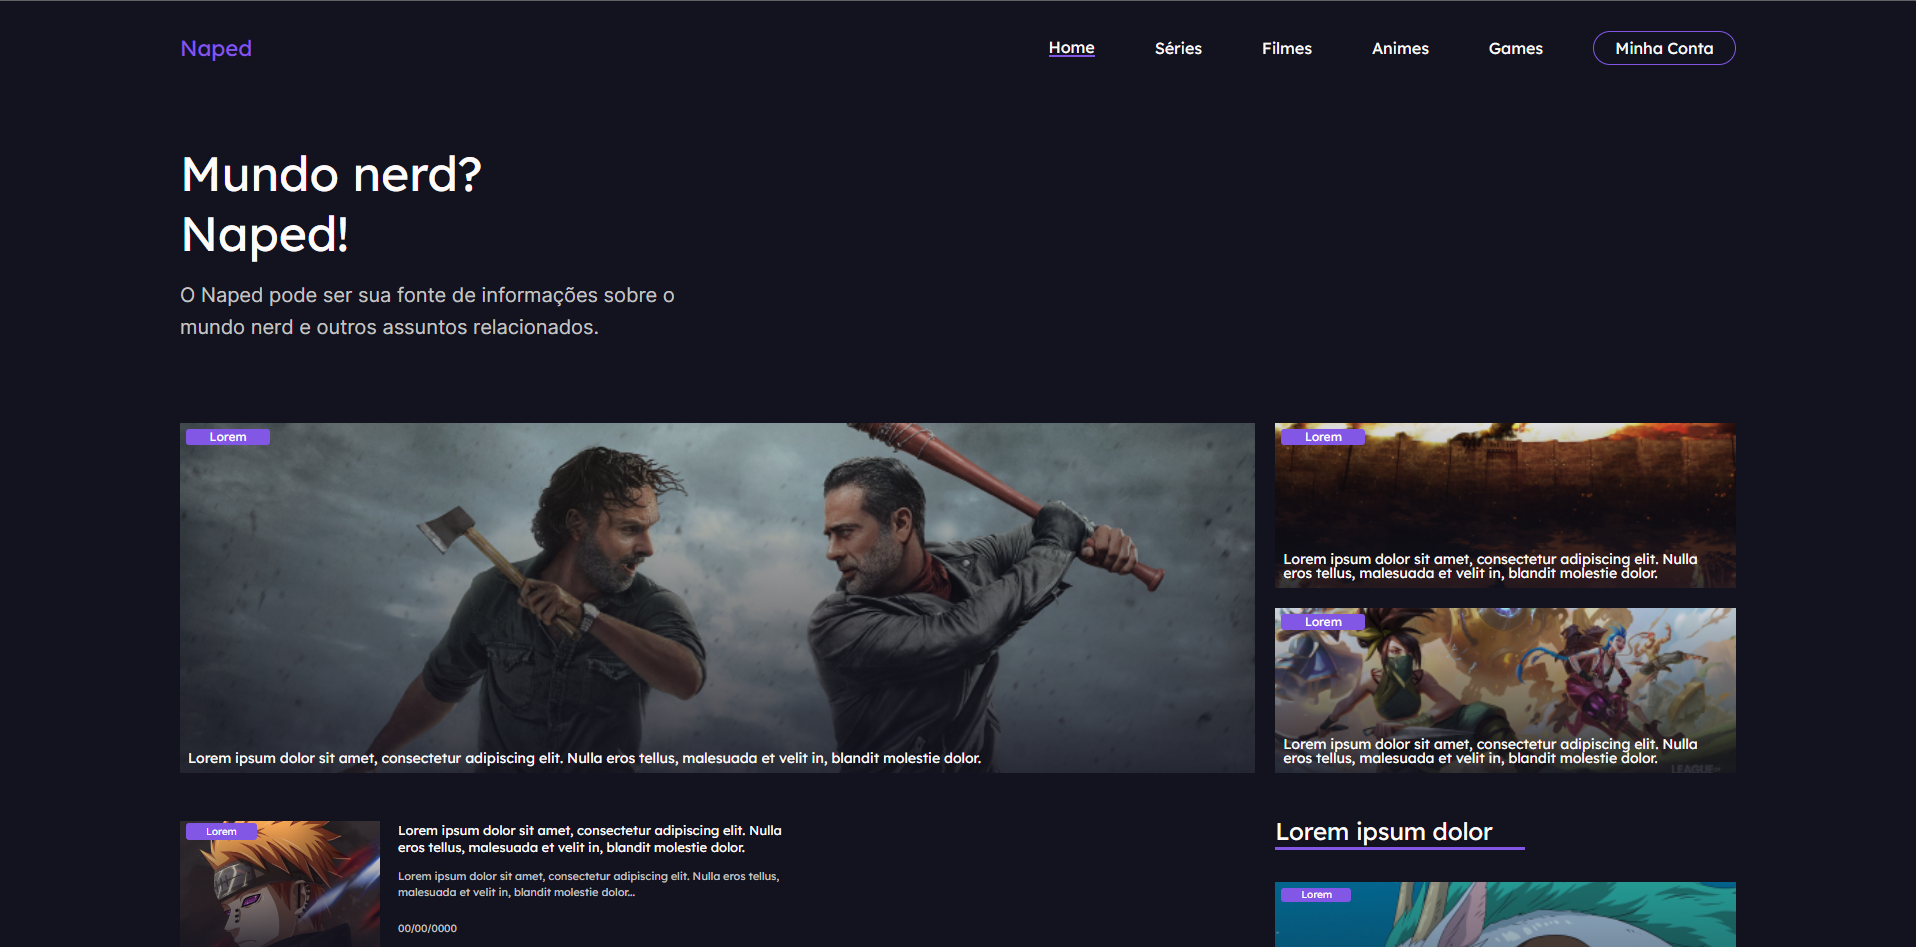 Naped
Home
Séries
Filmes
Animes
Games
Minha Conta
Mundo nerd?
Naped!
O Naped pode ser sua fonte de informações sobre o
mundo nerd e outros assuntos relacionados.
Lorem
Lorem ipsum dolor sit amet, consectetur adipiscing elit. Nulla eros tellus, malesuada et velit in, blandit molestie dolor.
Lorem
Lorem ipsum dolor sit amet, consectetur adipiscing elit. Nulla
eros tellus, malesuada et velit in, blandit molestie dolor.
Lorem
Lorem ipsum dolor sit amet, consectetur adipiscing elit. Nulla
eros tellus, malesuada et velit in, blandit molestie dolor.
LEAGUE
Lorem
Lorem ipsum dolor sit amet, consectetur adipiscing elit. Nulla
eros tellus, malesuada et velit in, blandit molestie dolor.
Lorem ipsum dolor sit amet, consectetur adipiscing elit. Nulla eros tellus,
malesuada et velit in, blandit molestie dolor...
00/00/0000
Lorem ipsum dolor
Lorem